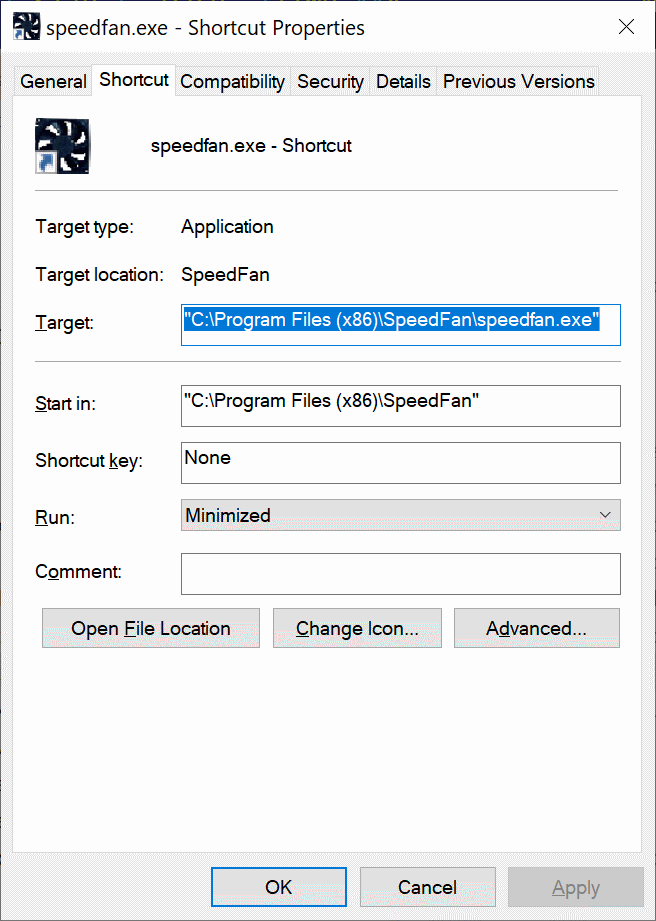 speedfan.exe - Shortcut Properties
General Shortcut Compatibility Security Details Previous Versions
speedfan.exe - Shortcut
Target type: Application
Target location: SpeedFan
Target: "C:\Program Files (x86)\SpeedFan\speedfan.exe"
Start in: "C:\Program Files (x86)\SpeedFan"
Shortcut key: None
Run: Minimized
Comment:
Open File Location Change Icon... Advanced...
OK Cancel Apply